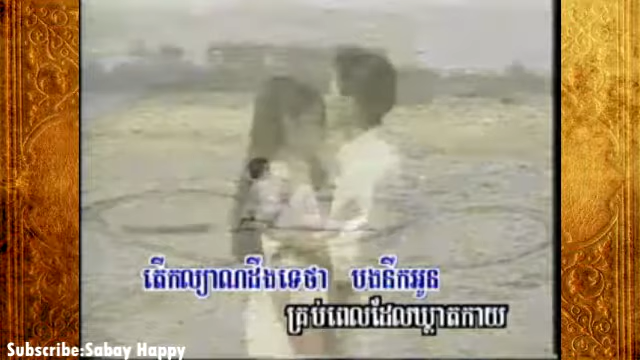 តើកល្យាណដឹងទេថា បងនឹកអូន
គ្រប់ពេលដែលឃ្លាតកាយ
Subscribe:Sabay Happy